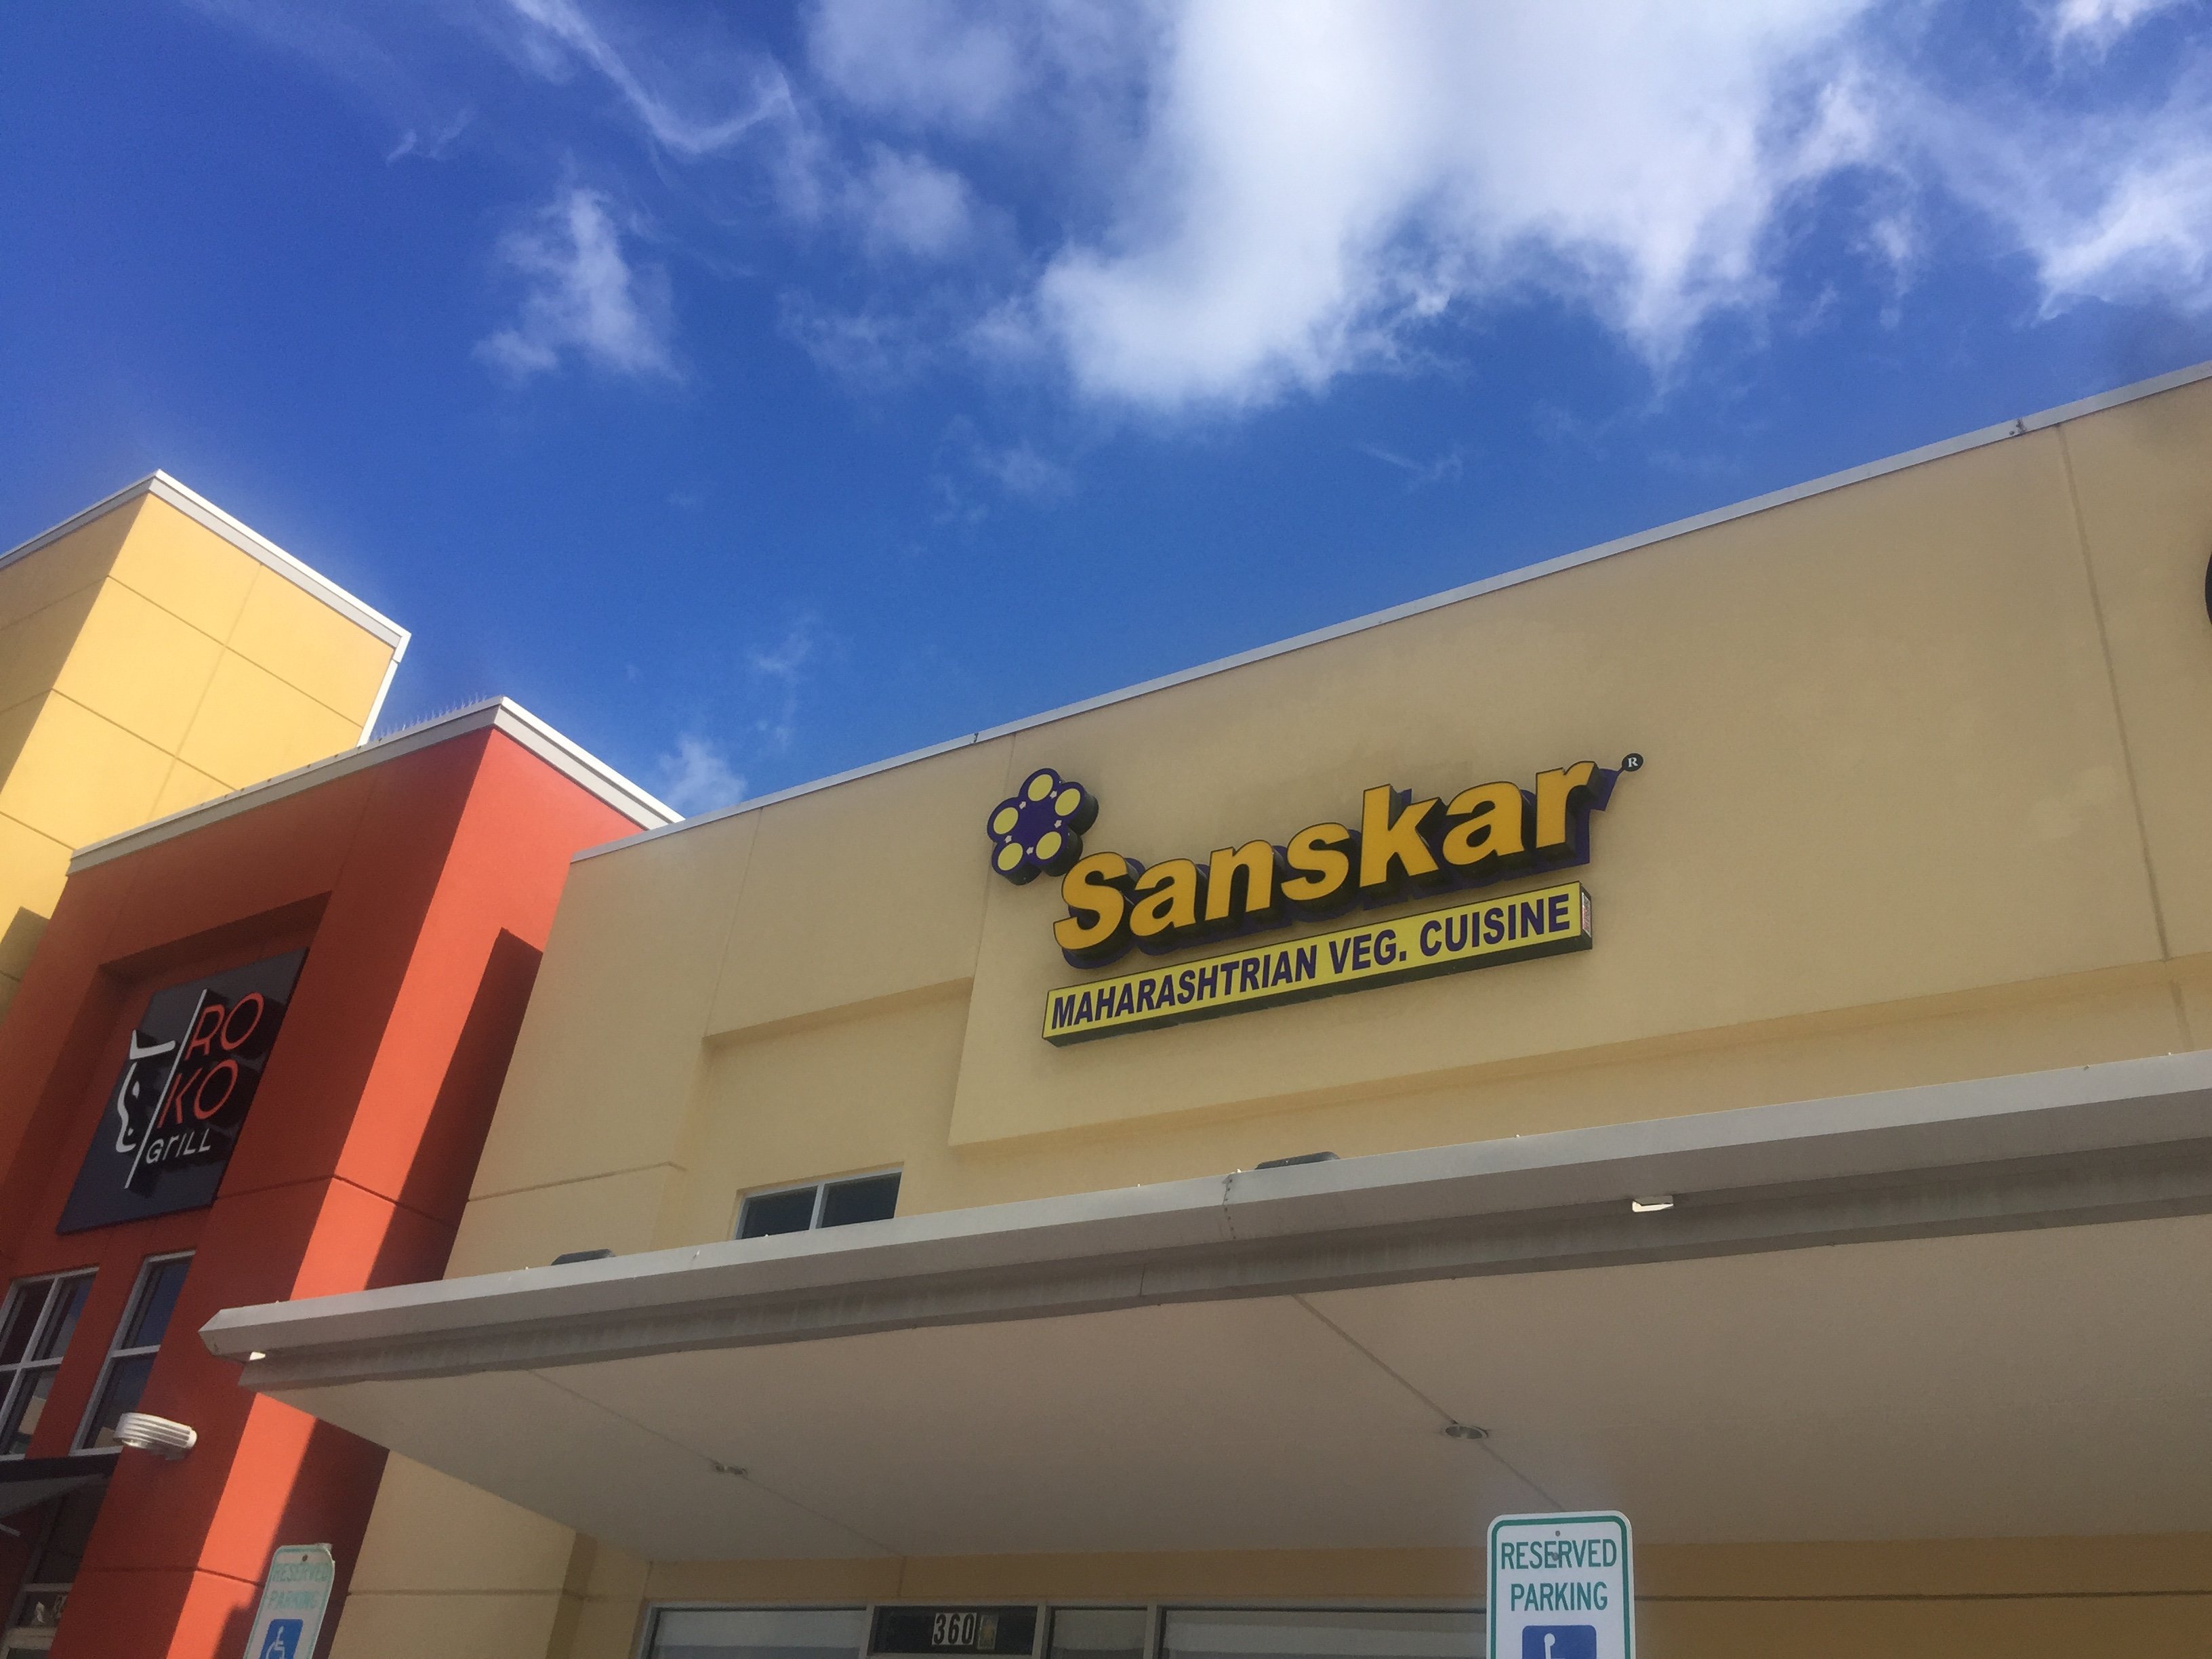 Sanskar®
MAHARASHTRIAN VEG. CUISINE
RO
KO
GRILL
RESERVED
PARKING
360
RESERVED
PARKING